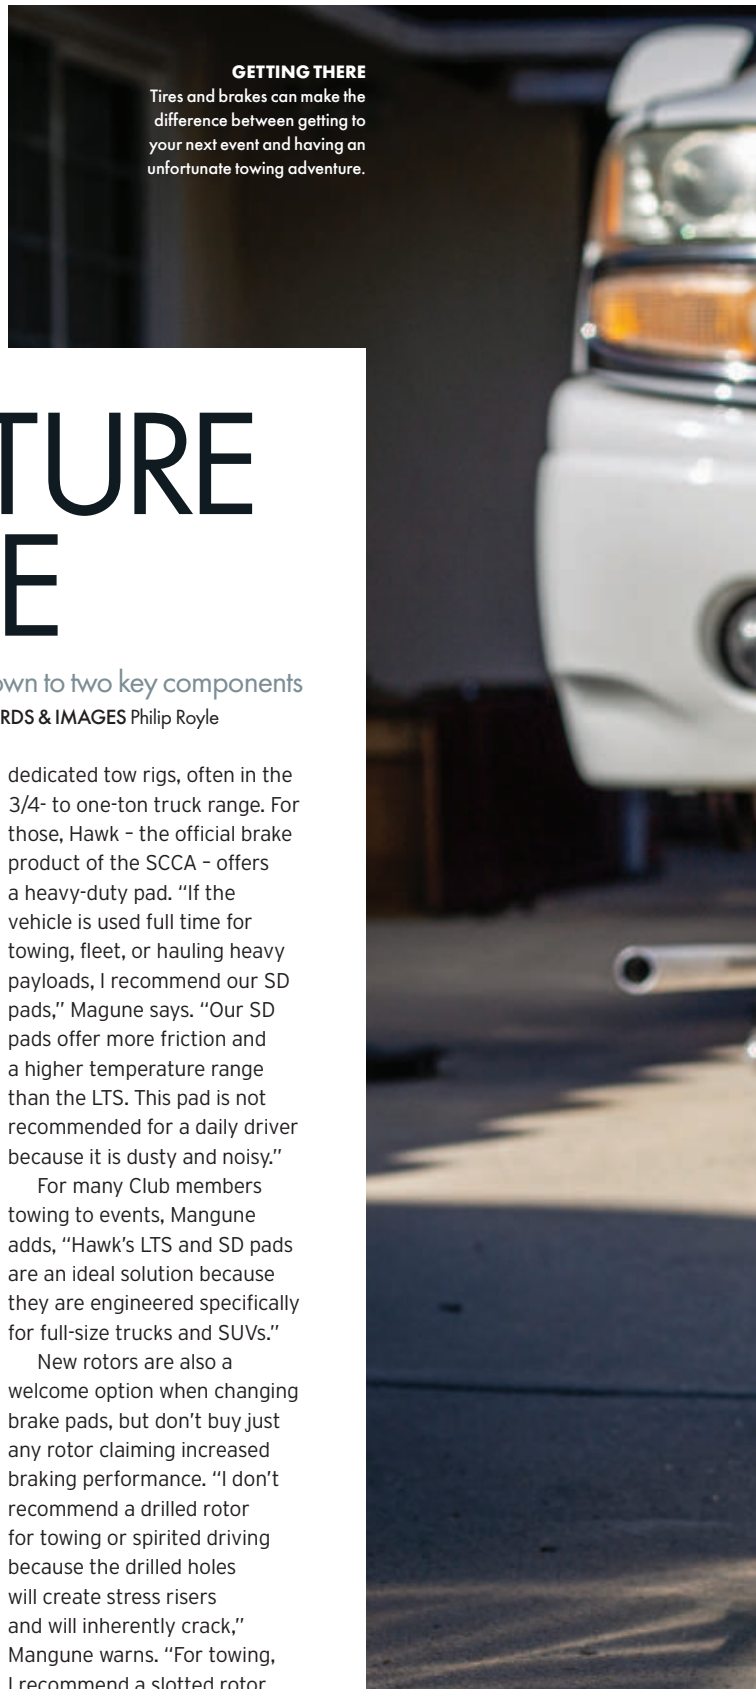 GETTING THERE
Tires and brakes can make the
difference between getting to
your next event and having an
unfortunate towing adventure.
TURE
E
own to two key components
RDS & IMAGES Philip Royle
dedicated tow rigs, often in the
3/4- to one-ton truck range. For
those, Hawk – the official brake
product of the SCCA – offers
a heavy-duty pad. “If the
vehicle is used full time for
towing, fleet, or hauling heavy
payloads, I recommend our SD
pads,” Magune says. “Our SD
pads offer more friction and
a higher temperature range
than the LTS. This pad is not
recommended for a daily driver
because it is dusty and noisy.”
For many Club members
towing to events, Mangune
adds, “Hawk’s LTS and SD pads
are an ideal solution because
they are engineered specifically
for full-size trucks and SUVs.”
New rotors are also a
welcome option when changing
brake pads, but don’t buy just
any rotor claiming increased
braking performance. “I don’t
recommend a drilled rotor
for towing or spirited driving
because the drilled holes
will create stress risers
and will inherently crack,”
Mangune warns. “For towing,
I recommend a slotted rotor